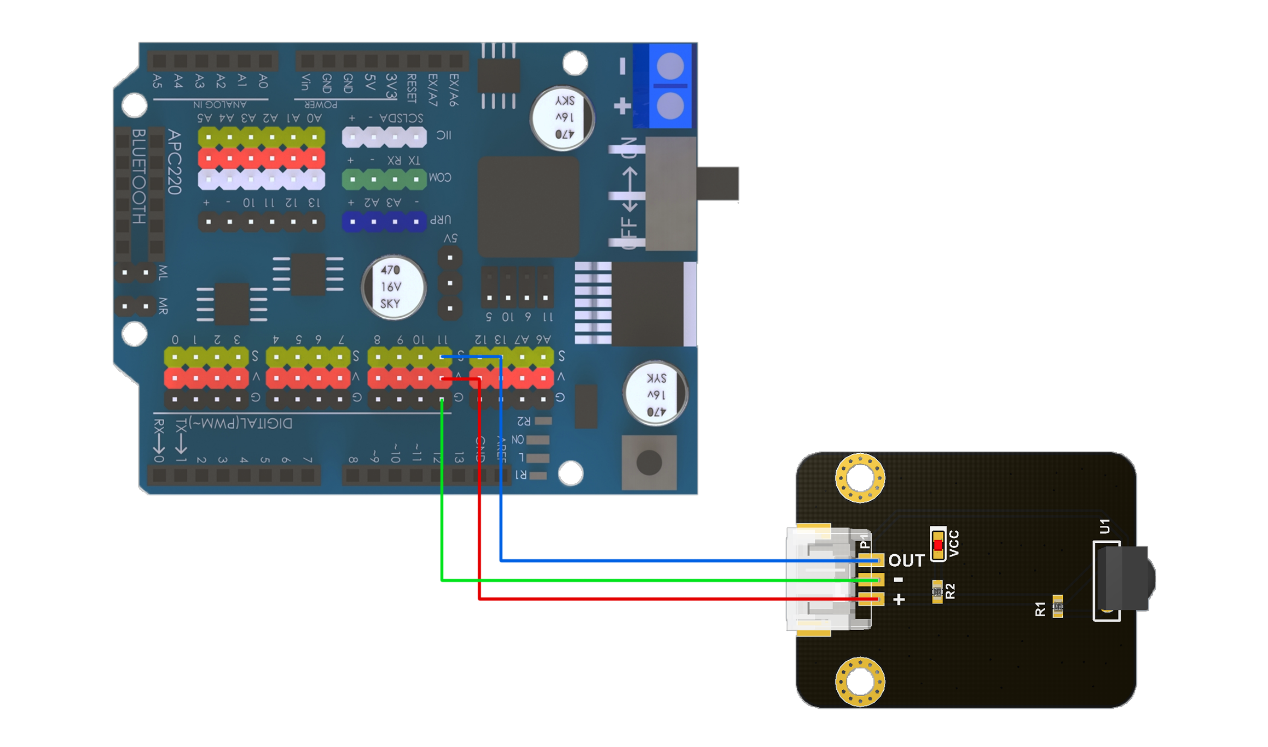 A5 A4 A3 A2 A1 A0
Vin GND GND 5V 3V3 RESET EX/A7 EX/A6
ANALOG IN
POWER
-
+
SKY
16v
470
BLUETOOTH
APC220
A5 A4 A3 A2 A1 A0
+ - SDA SCL
IIC
+ - RX TX
COM
+ - 10 11 12 13
+ A2 A3 -
URP
ON
OFF
5V
ML
MR
470
16V
SKY
5 10 6 11
0 1 2 3
4 5 6 7
8 9 10 11
12 13 A7 A6
S S S S
V V V V
G G G G
SYK
16v
470
DIGITAL(PWM~)
RX TX
R2
ON
L
R1
0 1 2 3 4 5 6 7
8 ~9 ~10 ~11 12 13 GND AREF
P1
OUT
-
+
VCC
R2
R1
U1